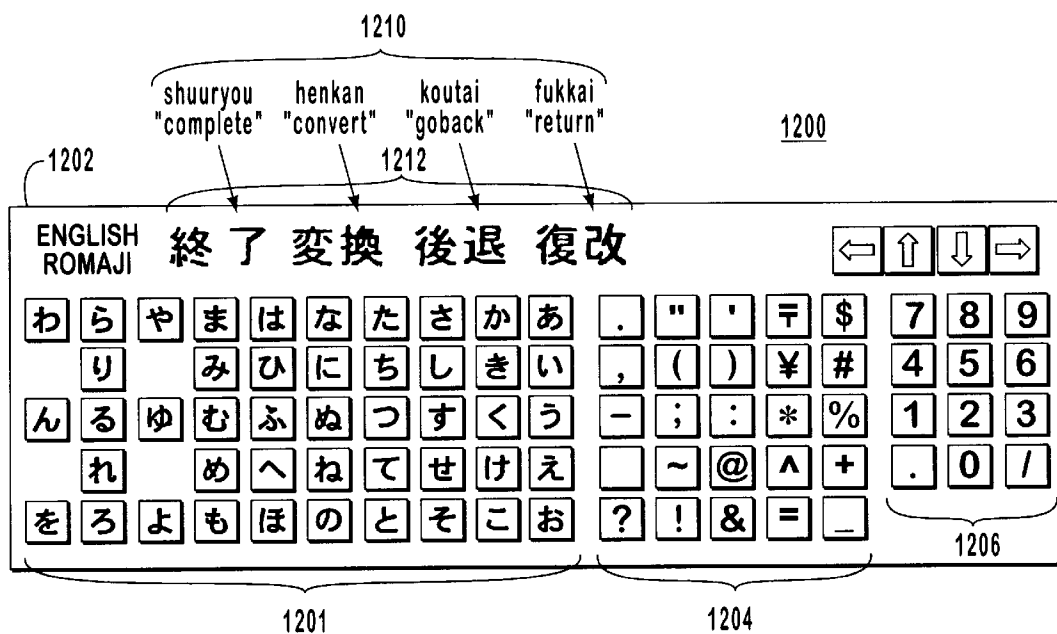 1210
shuuryou henkan koutai fukkai
"complete" "convert" "goback" "return"
1200
1202
1212
ENGLISH
ROMAJI
終了 変換 後退 復改
⇦ ⇧ ⇩ ⇨
わ ら や ま は な た さ か あ . " ' 〒 $ 7 8 9
り み ひ に ち し き い , ( ) ¥ # 4 5 6
ん る ゆ む ふ ぬ つ す く う − ; : * % 1 2 3
れ め へ ね て せ け え ~ @ ^ + . 0 /
を ろ よ も ほ の と そ こ お ? ! & = _
1206
1201
1204